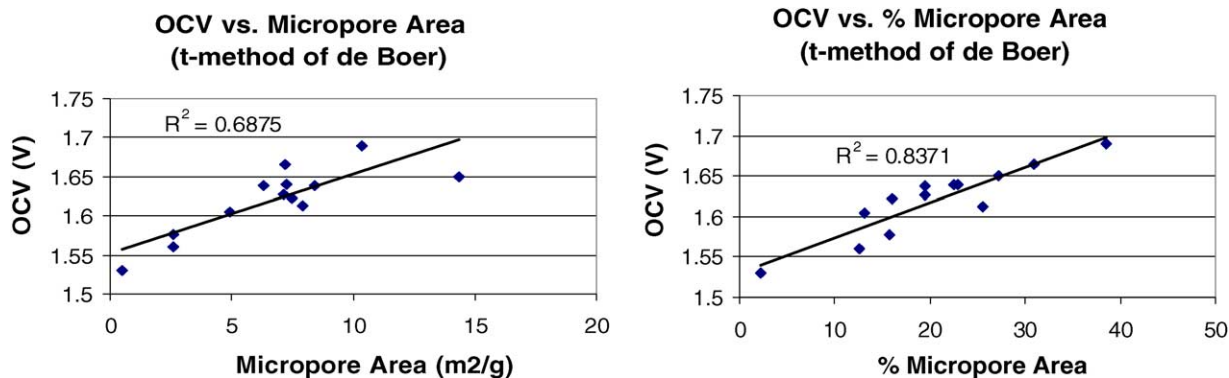 OCV vs. Micropore Area
(t-method of de Boer)
1.75
1.7
1.65
1.6
1.55
1.5
OCV (V)
R² = 0.6875
0 5 10 15 20
Micropore Area (m2/g)
OCV vs. % Micropore Area
(t-method of de Boer)
1.75
1.7
1.65
1.6
1.55
1.5
OCV (V)
R² = 0.8371
0 10 20 30 40 50
% Micropore Area